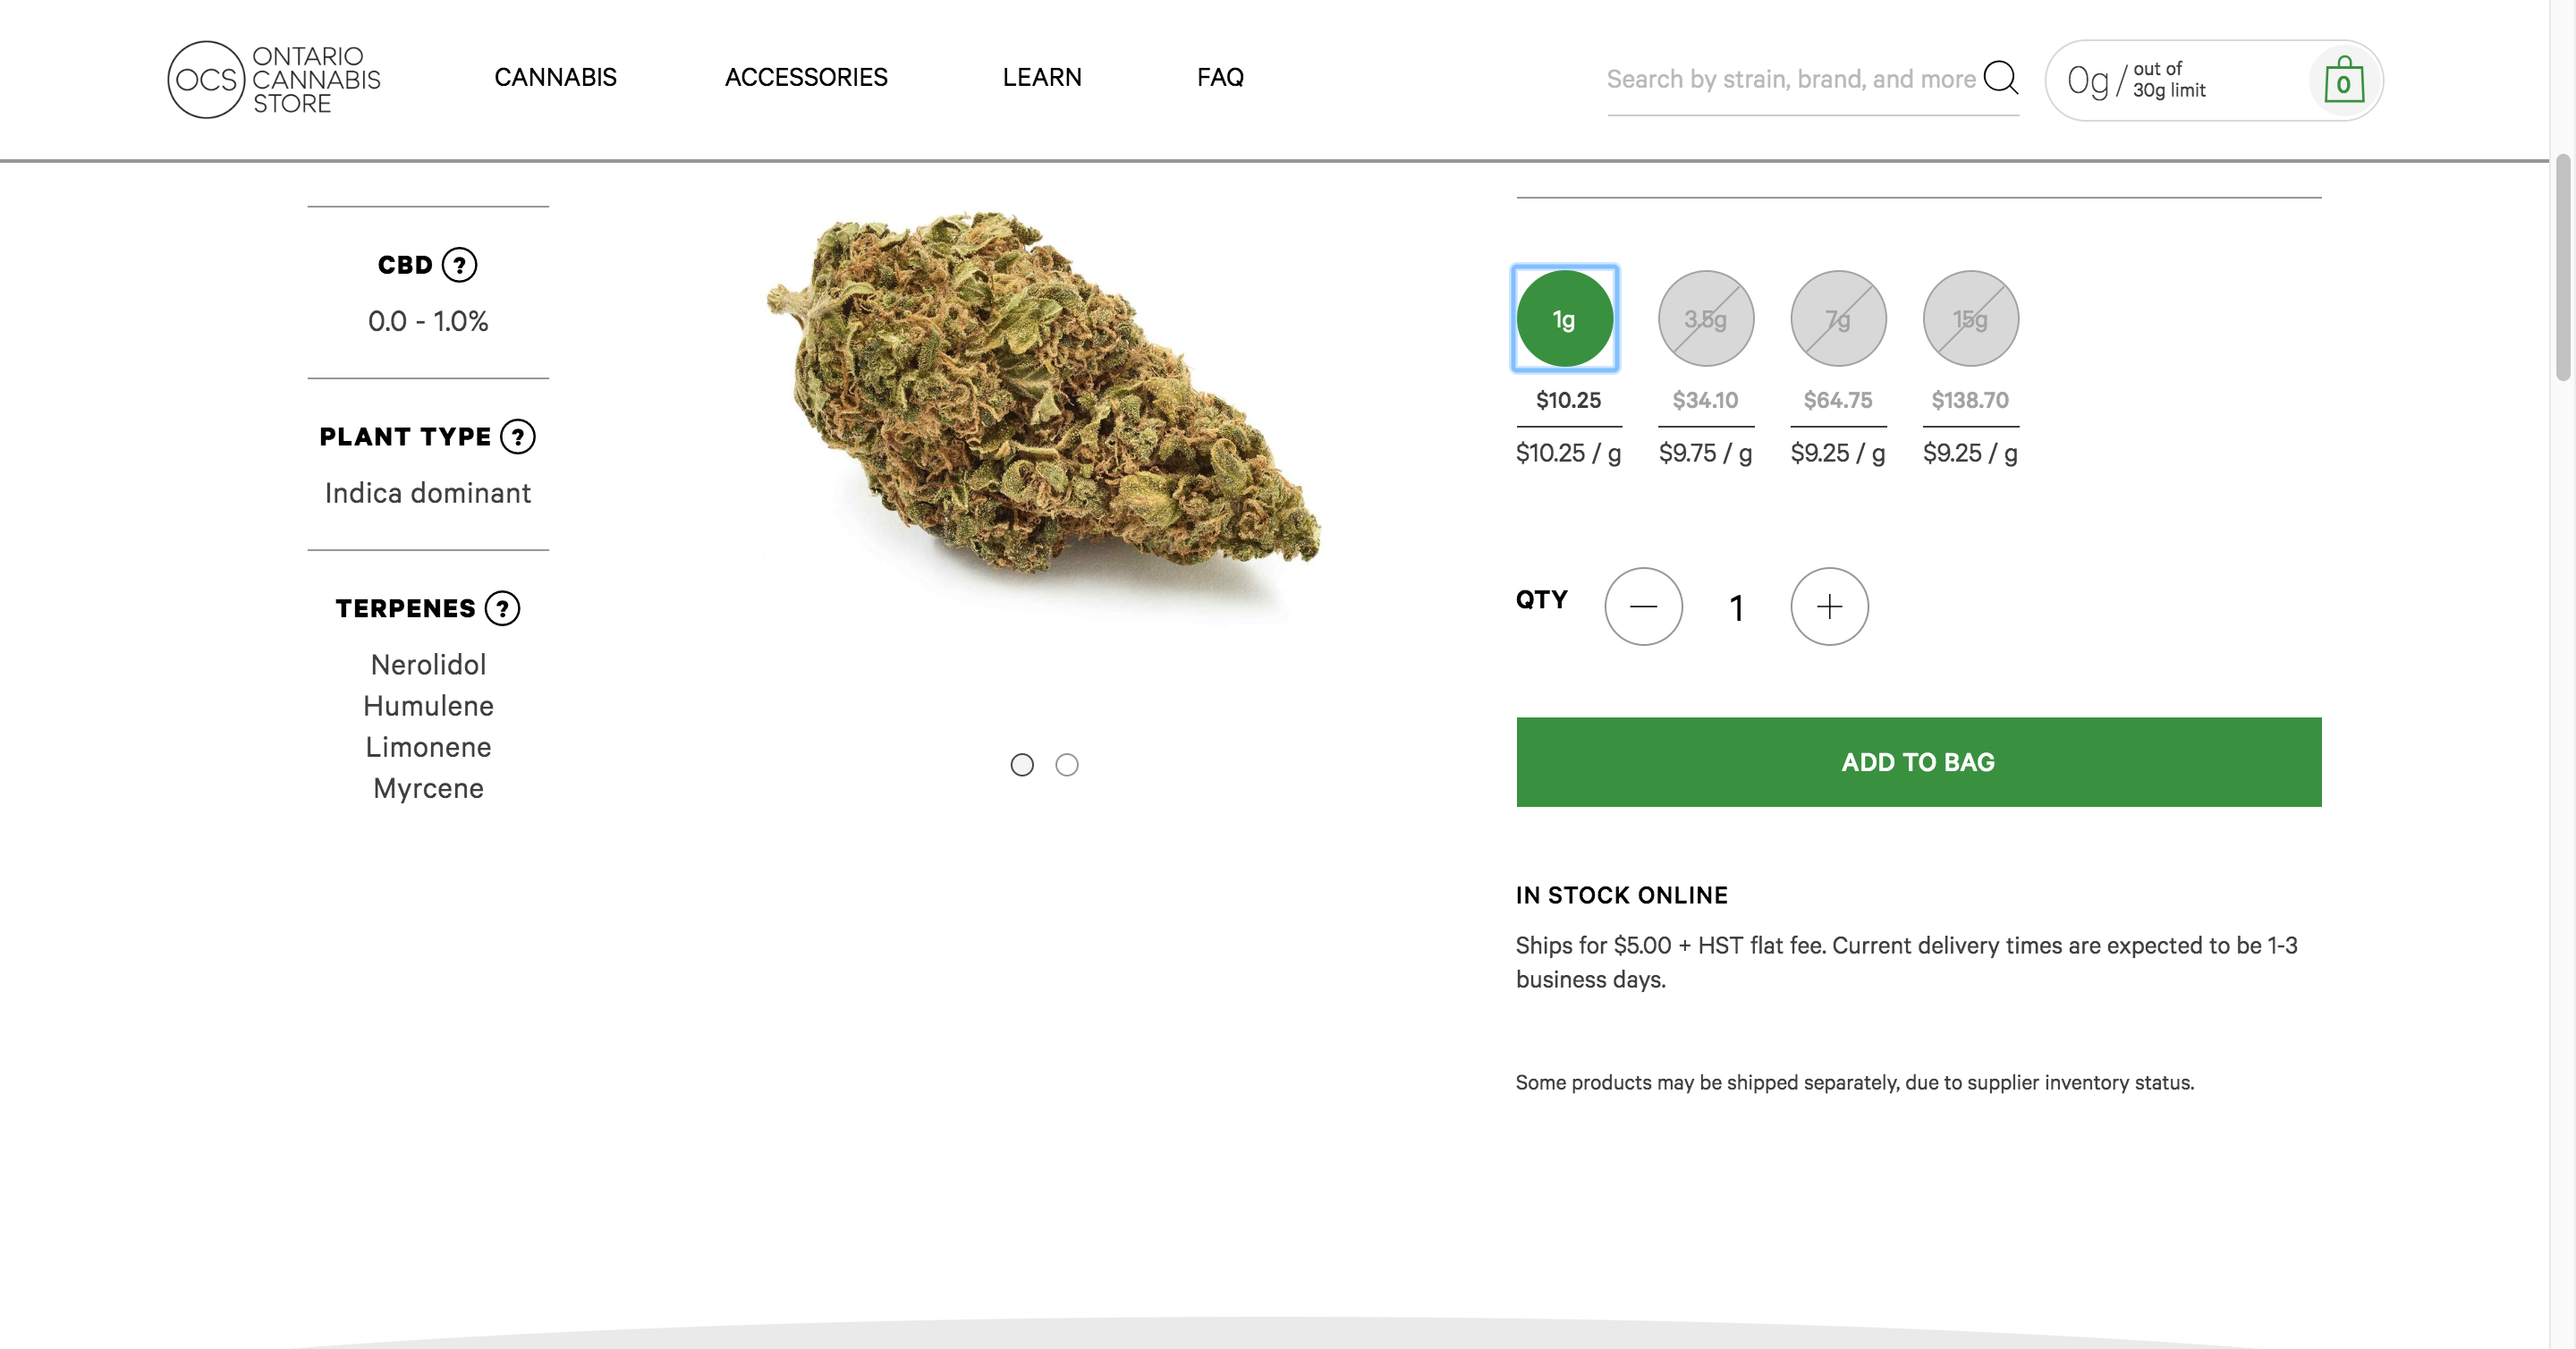 OCS
ONTARIO
CANNABIS
STORE
CANNABIS
ACCESSORIES
LEARN
FAQ
Search by strain, brand, and more
0g / out of
30g limit
0
CBD ?
0.0 - 1.0%
PLANT TYPE ?
Indica dominant
TERPENES ?
Nerolidol
Humulene
Limonene
Myrcene
1g 3.5g 7g 15g
$10.25 $34.10 $64.75 $138.70
$10.25 / g $9.75 / g $9.25 / g $9.25 / g
QTY 1
ADD TO BAG
IN STOCK ONLINE
Ships for $5.00 + HST flat fee. Current delivery times are expected to be 1-3
business days.
Some products may be shipped separately, due to supplier inventory status.